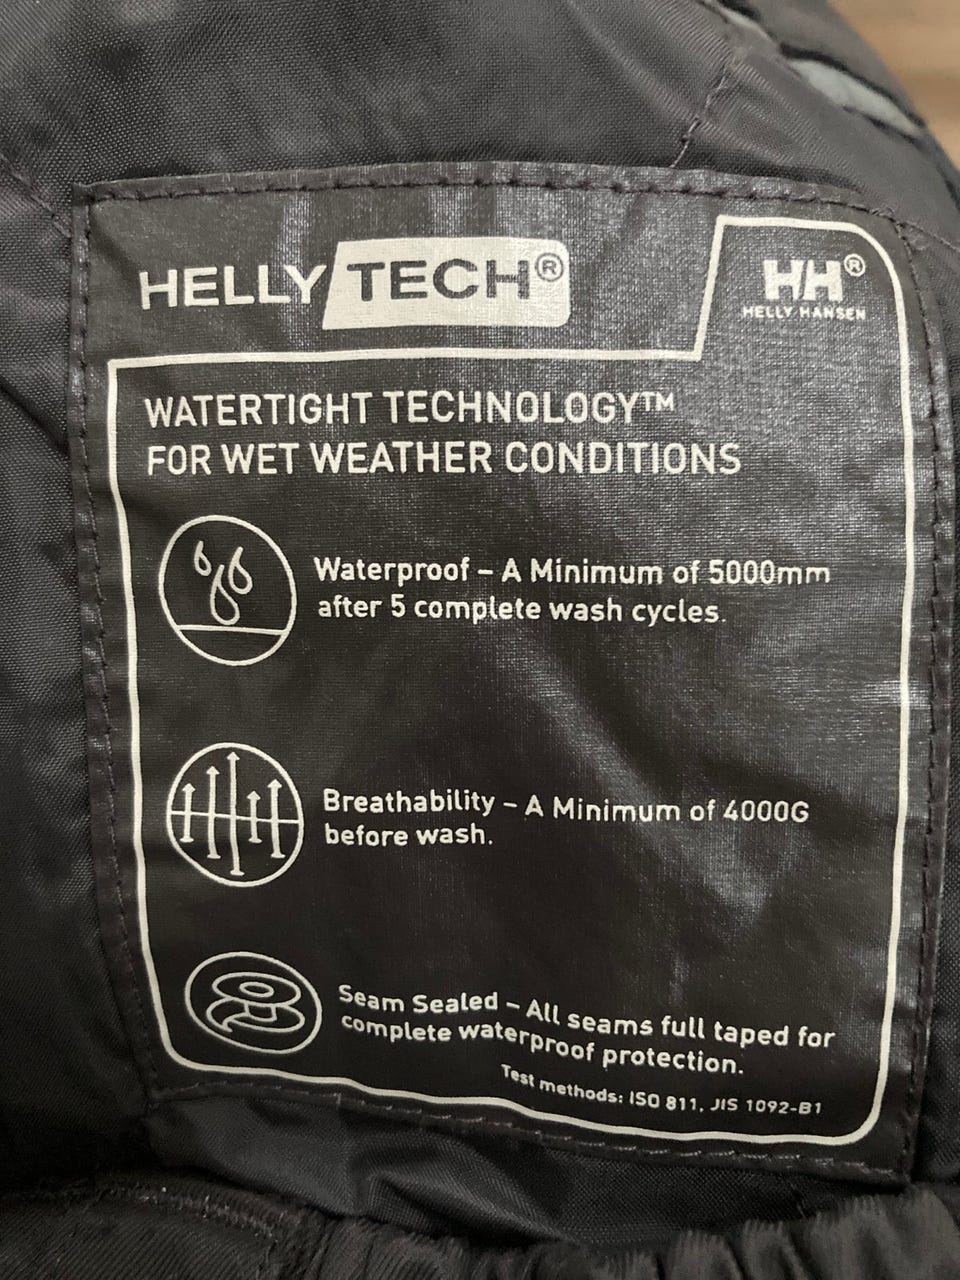 HELLY TECH®
HH®
HELLY HANSEN
WATERTIGHT TECHNOLOGY™
FOR WET WEATHER CONDITIONS
Waterproof – A Minimum of 5000mm
after 5 complete wash cycles.
Breathability – A Minimum of 4000G
before wash.
Seam Sealed – All seams full taped for
complete waterproof protection.
Test methods: ISO 811, JIS 1092-B1